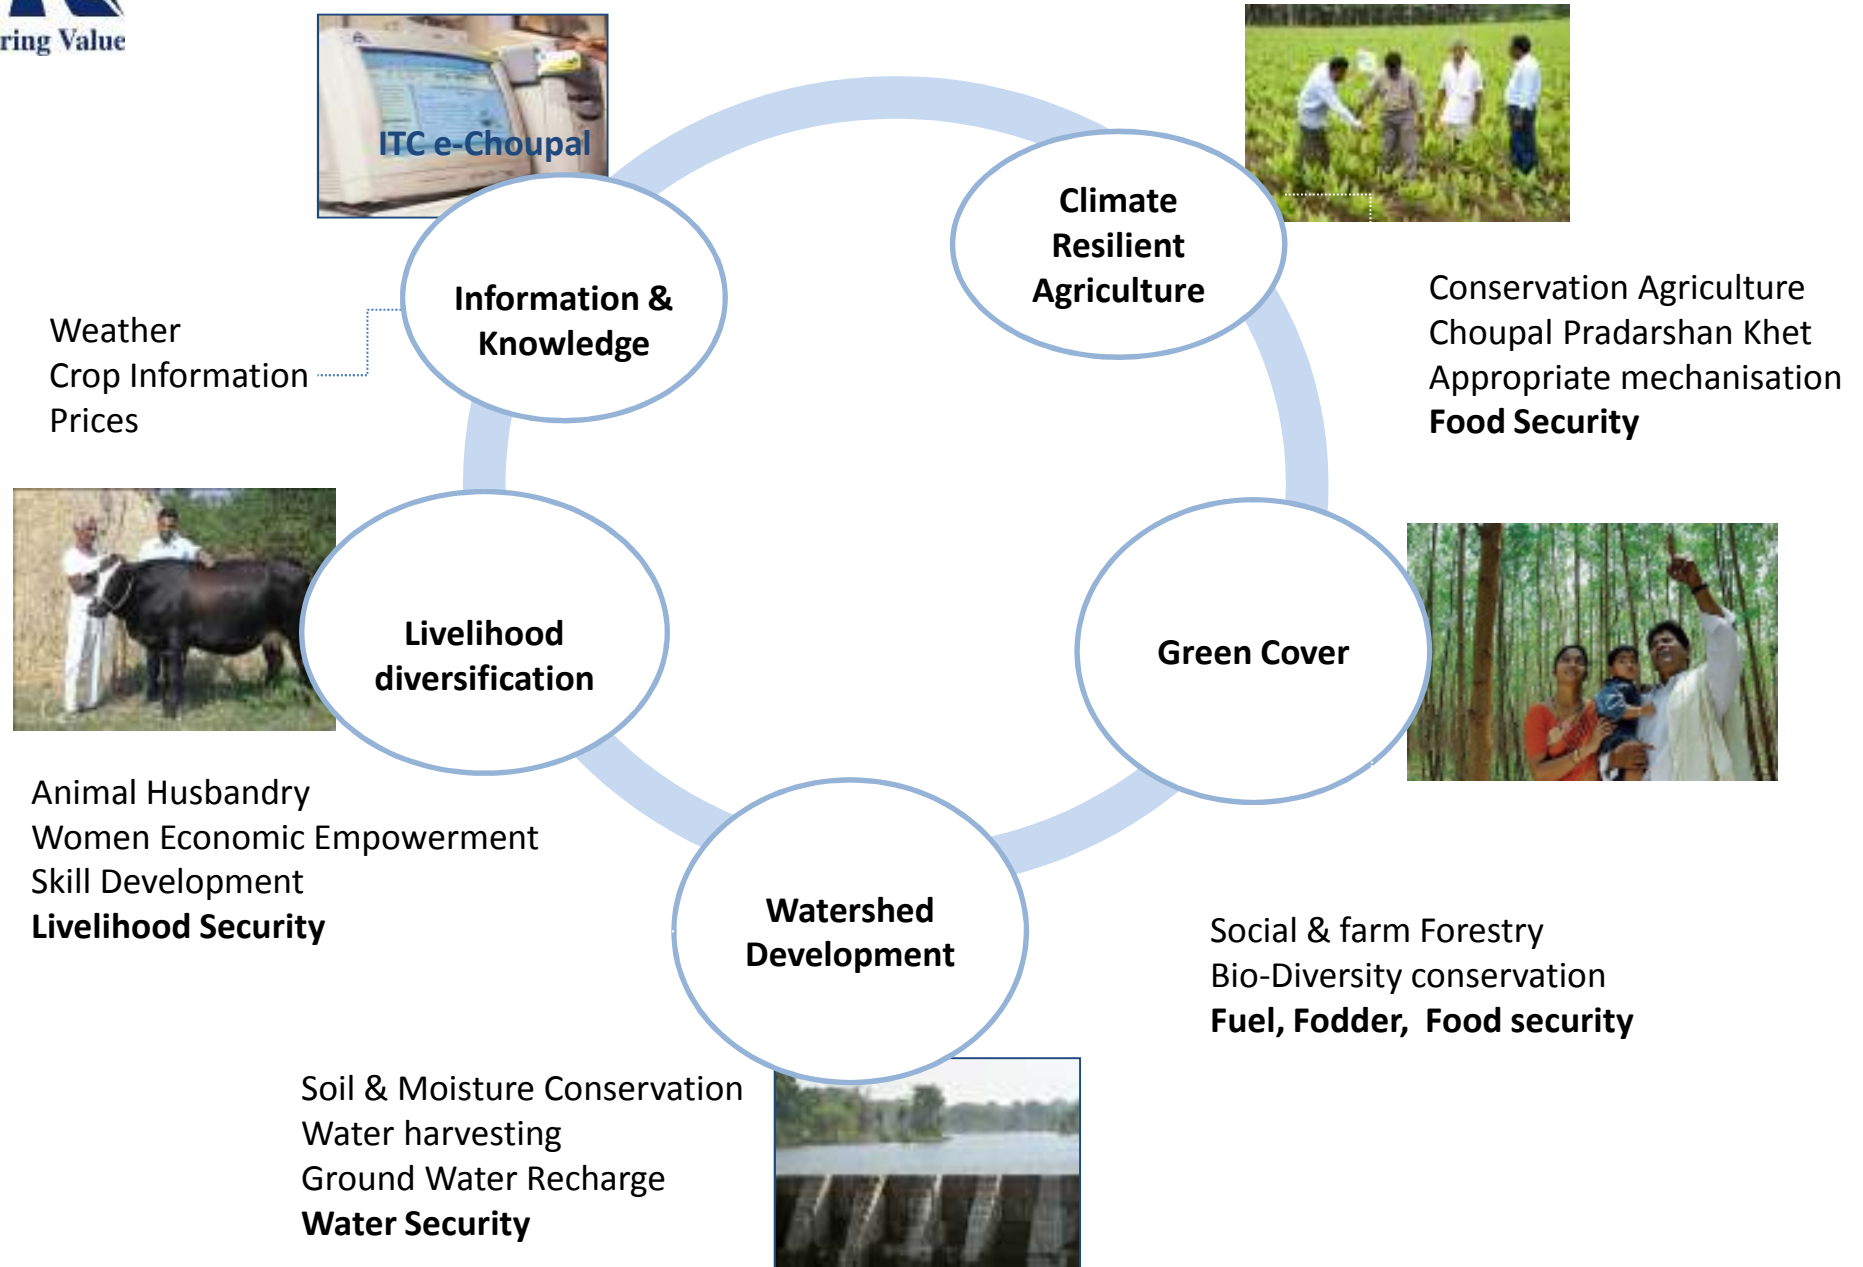 ring Value
ITC e-Choupal
Information &
Knowledge
Weather
Crop Information
Prices
Climate
Resilient
Agriculture
Conservation Agriculture
Choupal Pradarshan Khet
Appropriate mechanisation
Food Security
Green Cover
Social & farm Forestry
Bio-Diversity conservation
Fuel, Fodder,  Food security
Watershed
Development
Soil & Moisture Conservation
Water harvesting
Ground Water Recharge
Water Security
Livelihood
diversification
Animal Husbandry
Women Economic Empowerment
Skill Development
Livelihood Security